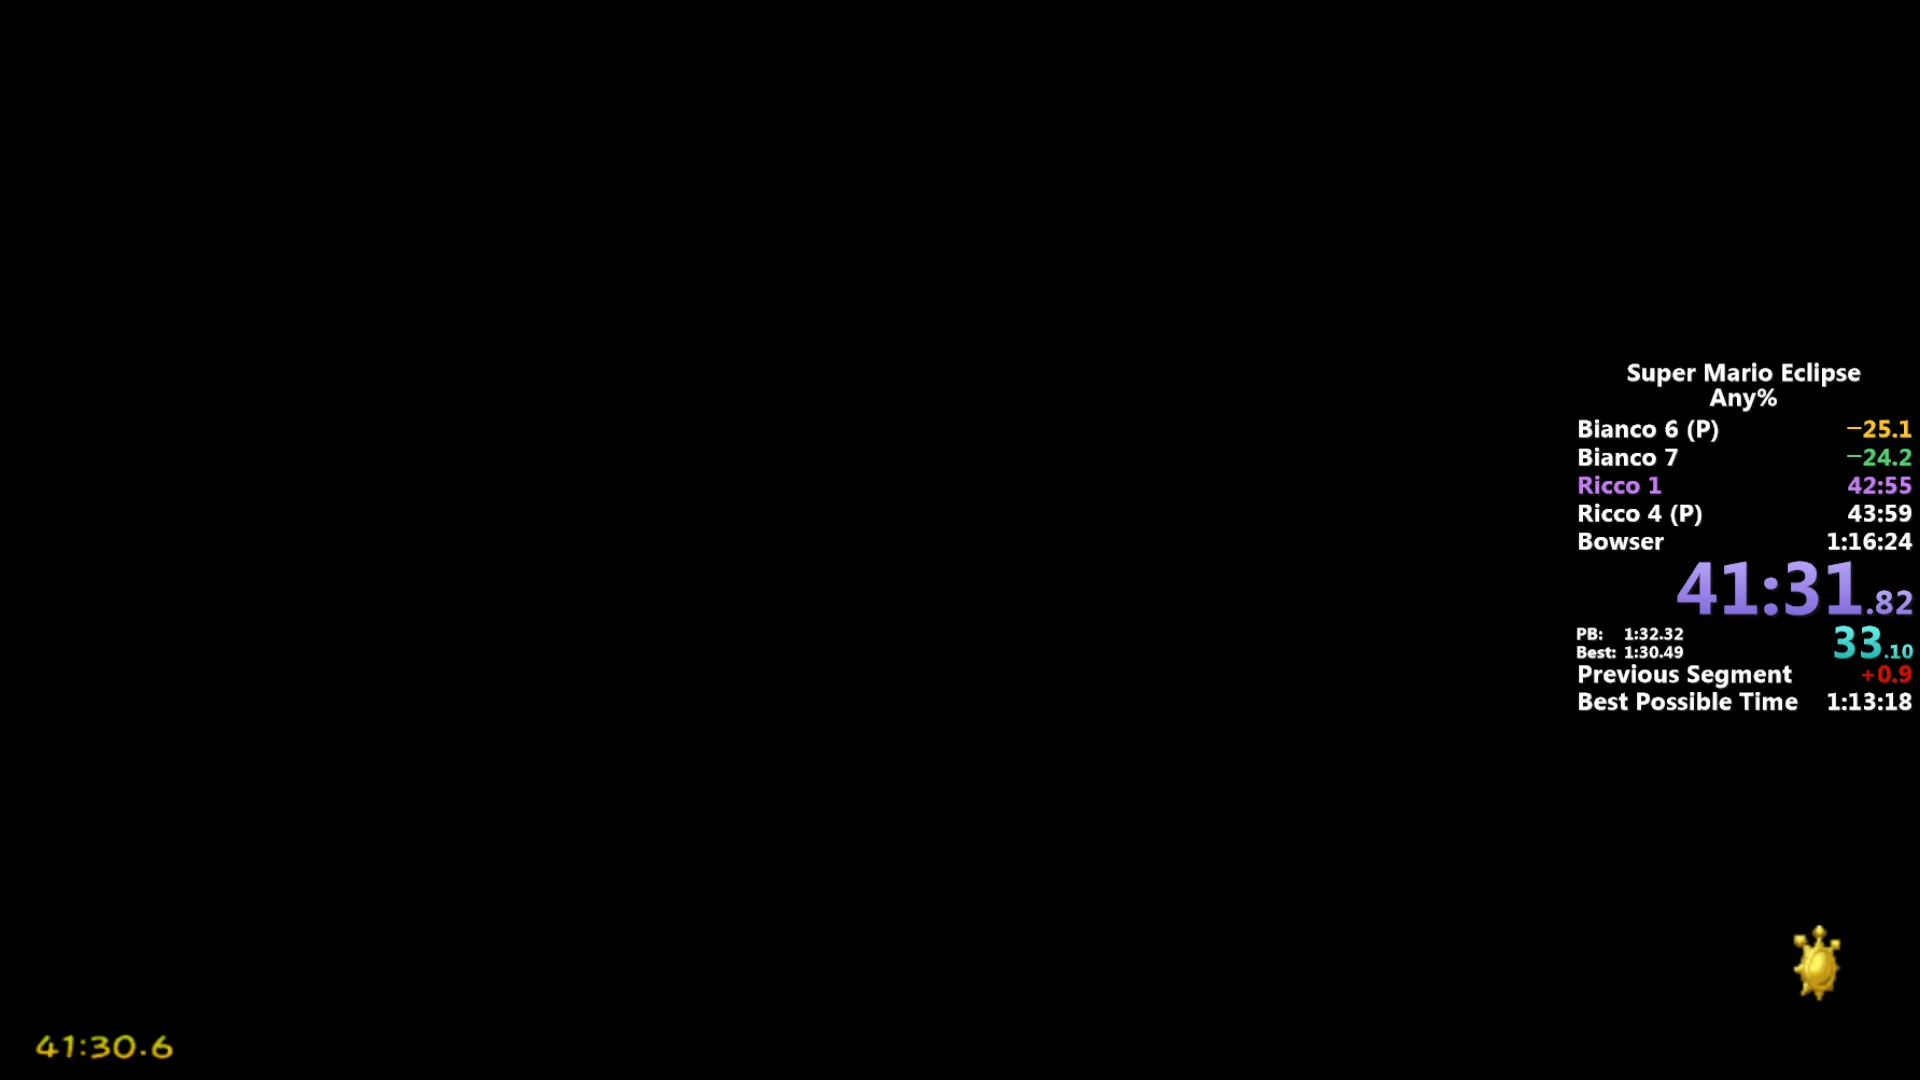 Super Mario Eclipse
Any%
Bianco 6 (P) −25.1
Bianco 7 −24.2
Ricco 1 42:55
Ricco 4 (P) 43:59
Bowser 1:16:24
41:31.82
PB: 1:32.32 33.10
Best: 1:30.49
Previous Segment +0.9
Best Possible Time 1:13:18
41:30.6